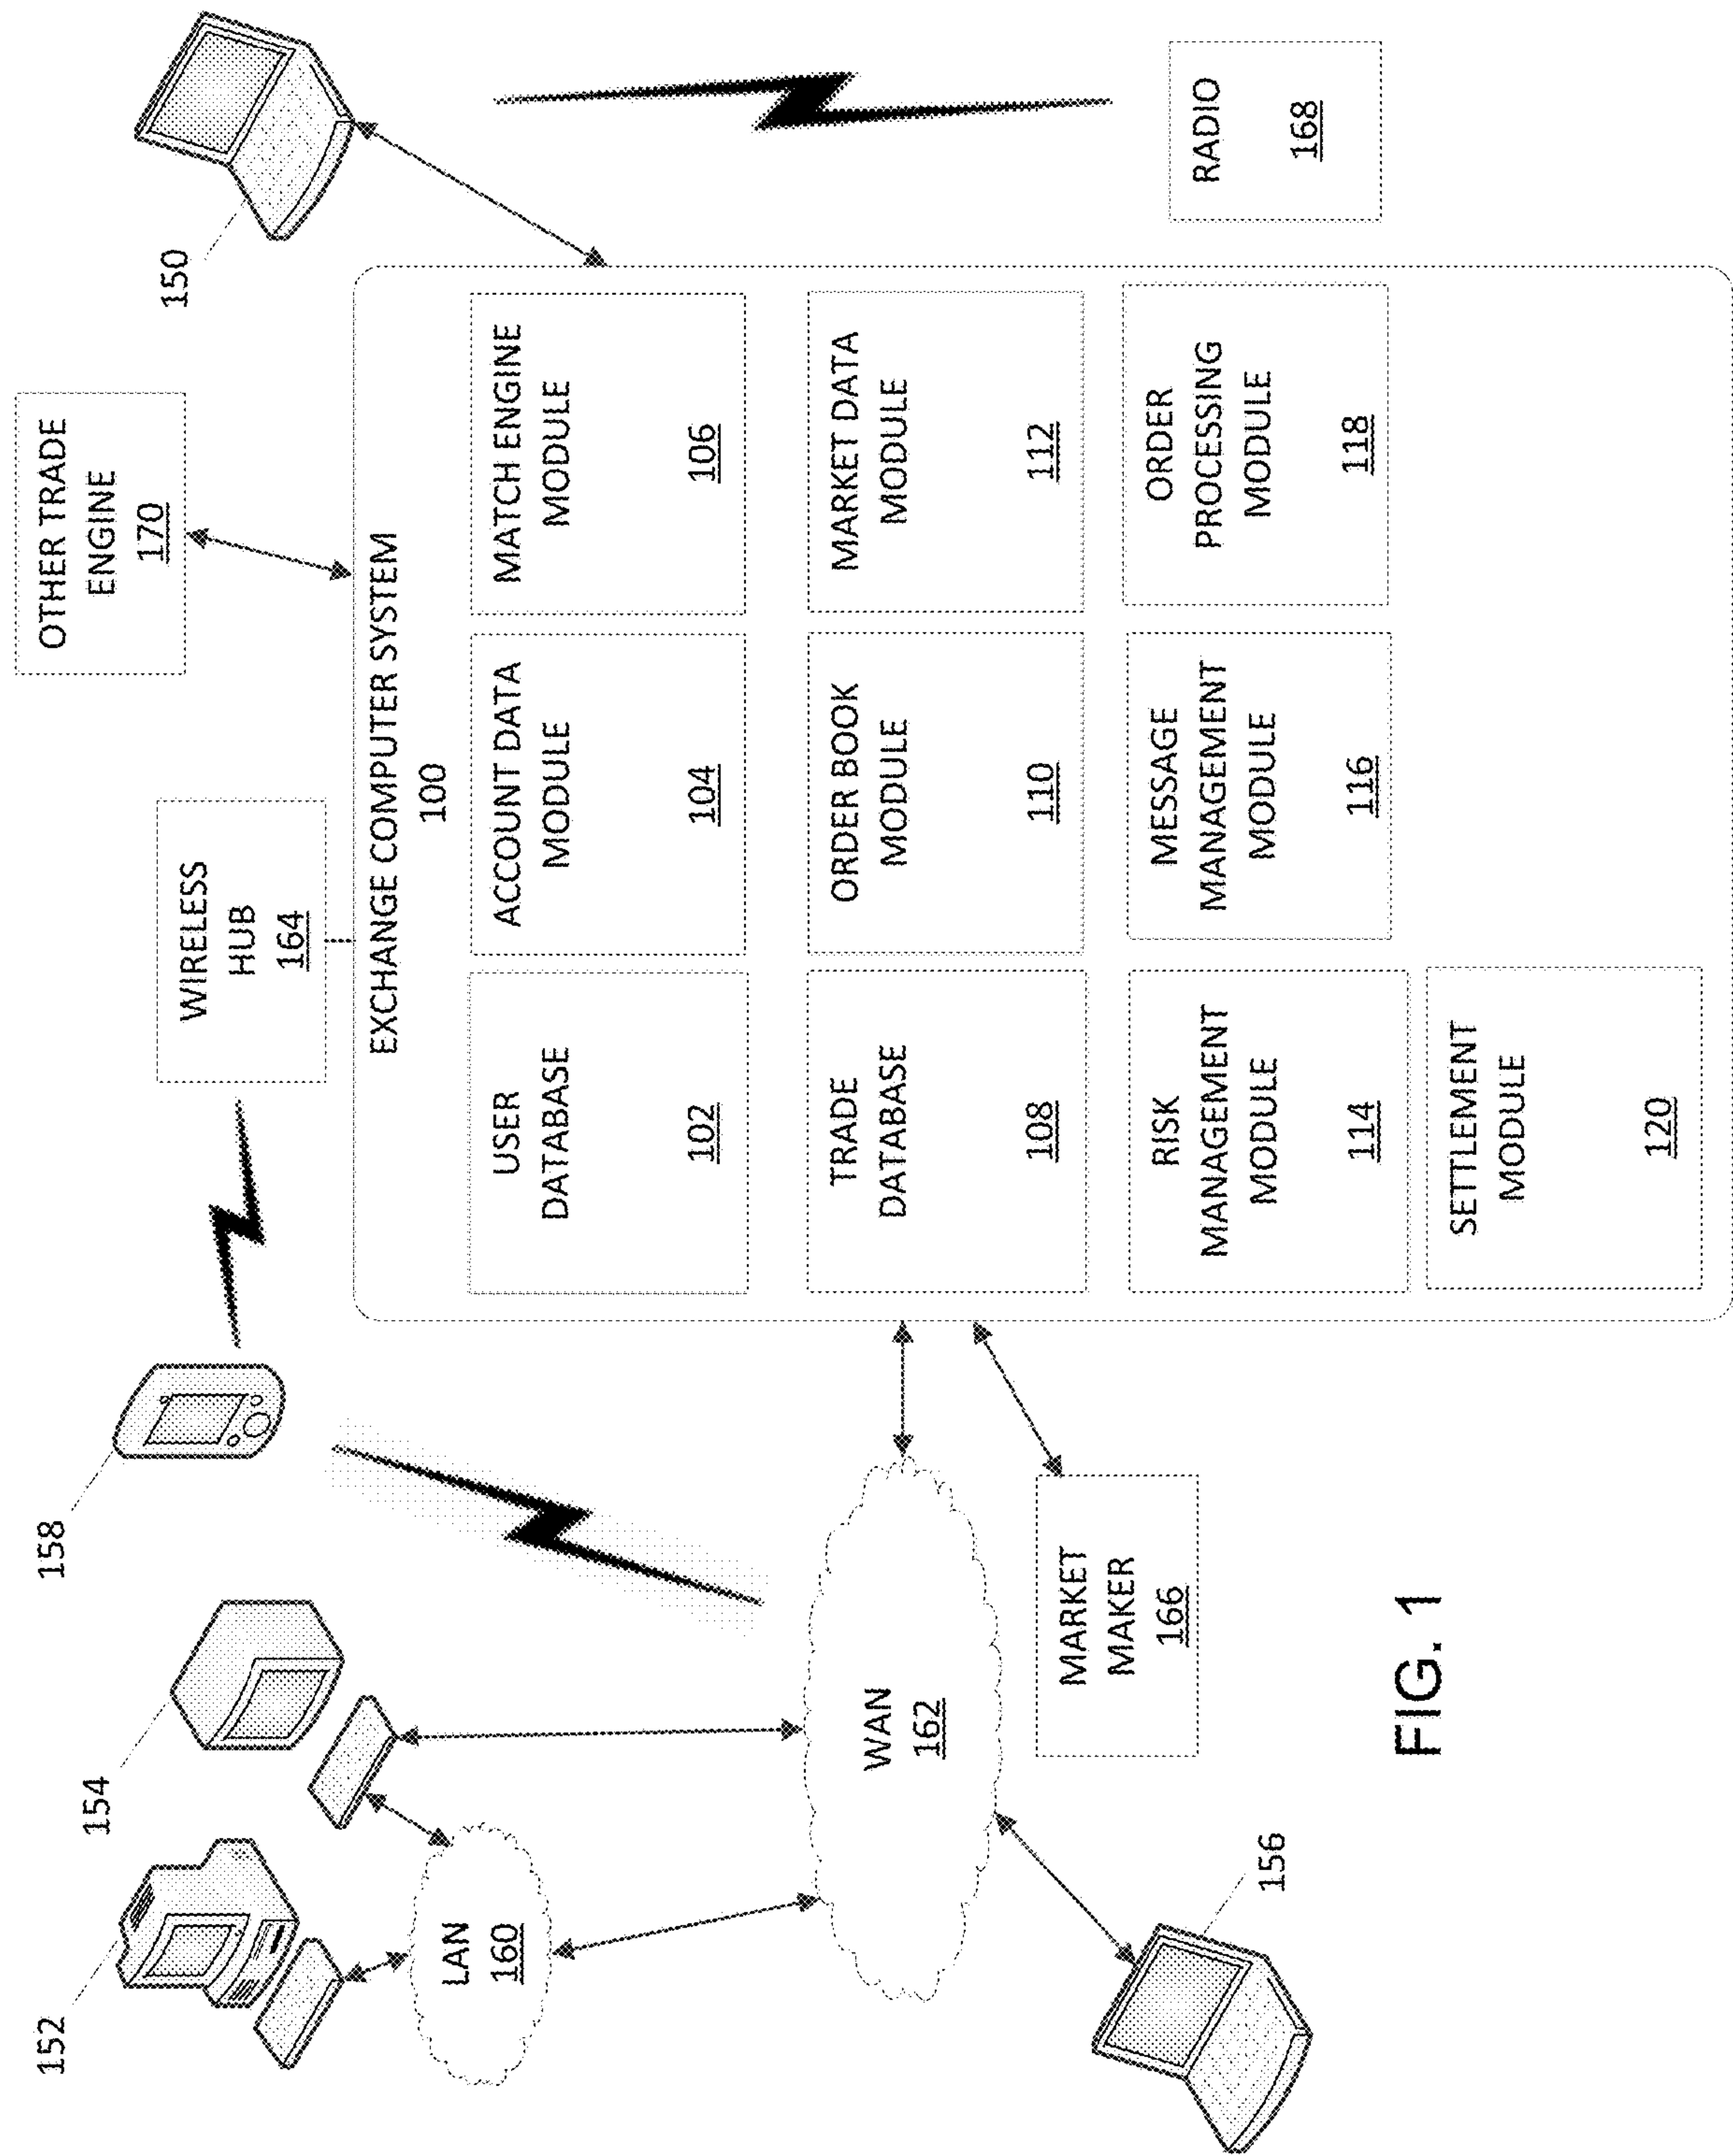 152
154
158
WIRELESS
HUB
164
OTHER TRADE
ENGINE
170
150
LAN
160
EXCHANGE COMPUTER SYSTEM
100
USER
DATABASE
102
ACCOUNT DATA
MODULE
104
MATCH ENGINE
MODULE
106
WAN
162
TRADE
DATABASE
108
ORDER BOOK
MODULE
110
MARKET DATA
MODULE
112
MARKET
MAKER
166
RISK
MANAGEMENT
MODULE
114
MESSAGE
MANAGEMENT
MODULE
116
ORDER
PROCESSING
MODULE
118
RADIO
168
156
SETTLEMENT
MODULE
120
FIG. 1